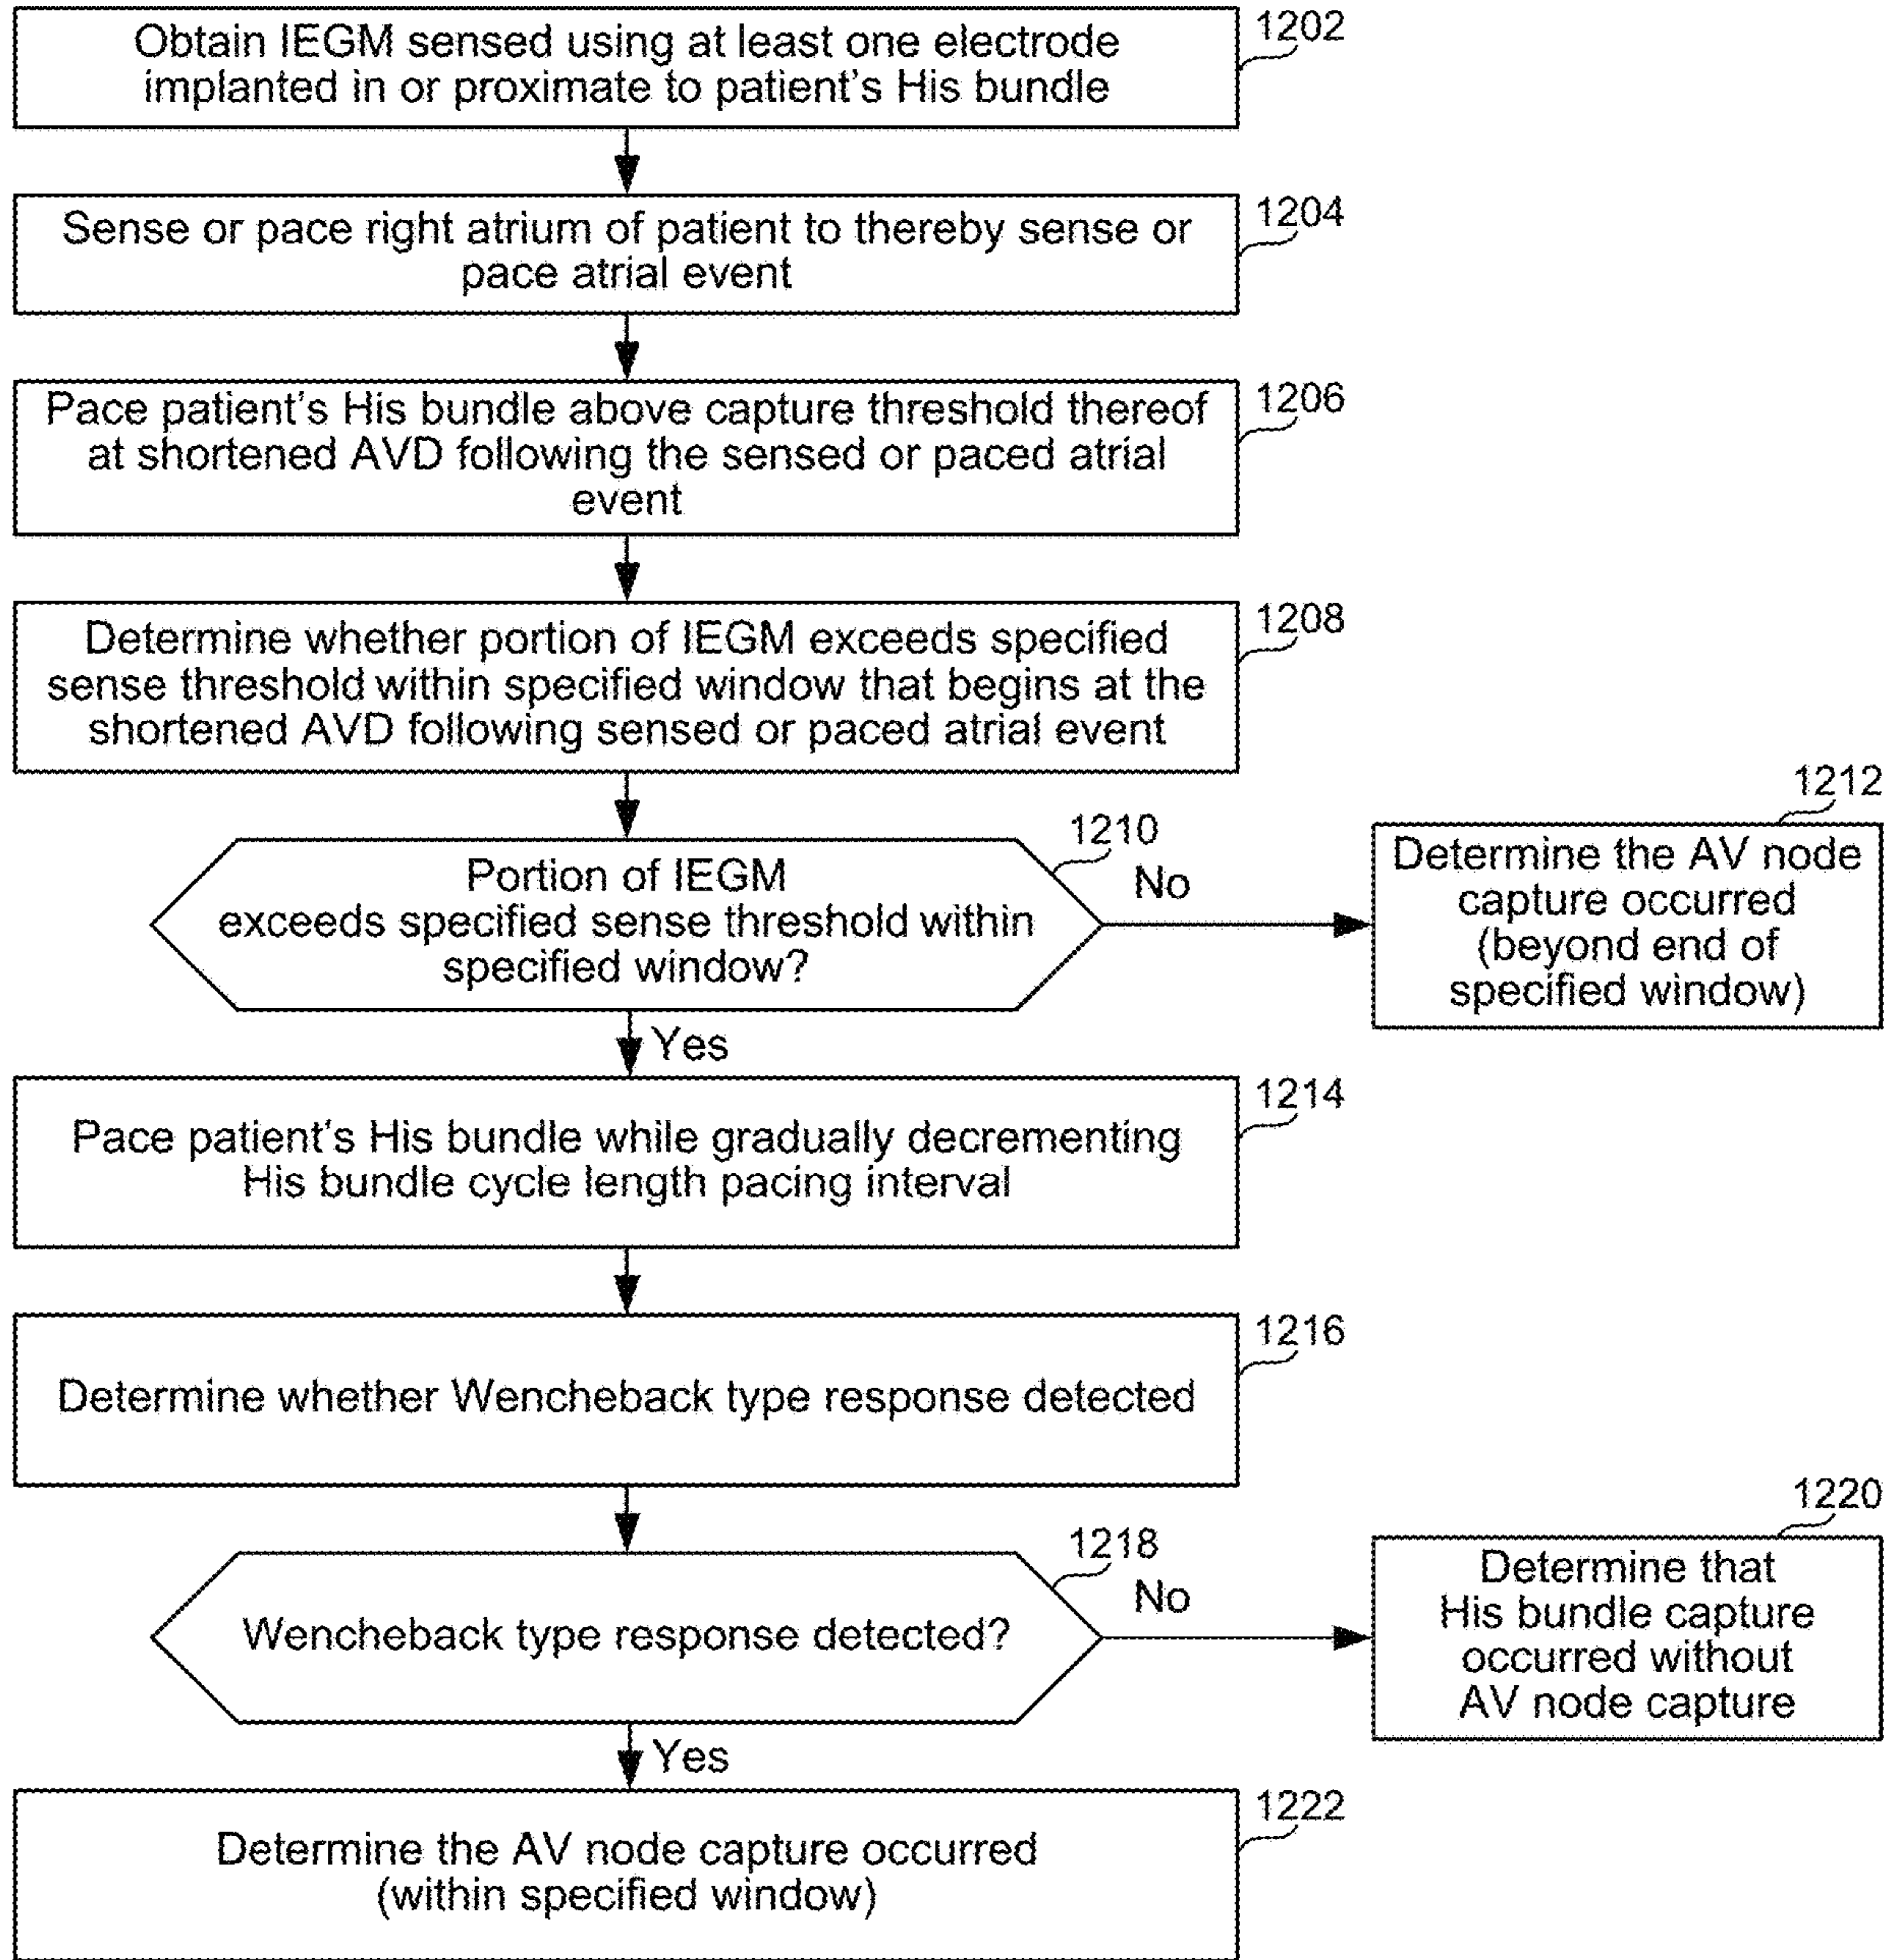 Obtain IEGM sensed using at least one electrode
implanted in or proximate to patient's His bundle
1202
Sense or pace right atrium of patient to thereby sense or
pace atrial event
1204
Pace patient's His bundle above capture threshold thereof
at shortened AVD following the sensed or paced atrial
event
1206
Determine whether portion of IEGM exceeds specified
sense threshold within specified window that begins at the
shortened AVD following sensed or paced atrial event
1208
Portion of IEGM
exceeds specified sense threshold within
specified window?
1210
No
1212
Determine the AV node
capture occurred
(beyond end of
specified window)
Yes
Pace patient's His bundle while gradually decrementing
His bundle cycle length pacing interval
1214
Determine whether Wencheback type response detected
1216
Wencheback type response detected?
1218
No
1220
Determine that
His bundle capture
occurred without
AV node capture
Yes
Determine the AV node capture occurred
(within specified window)
1222